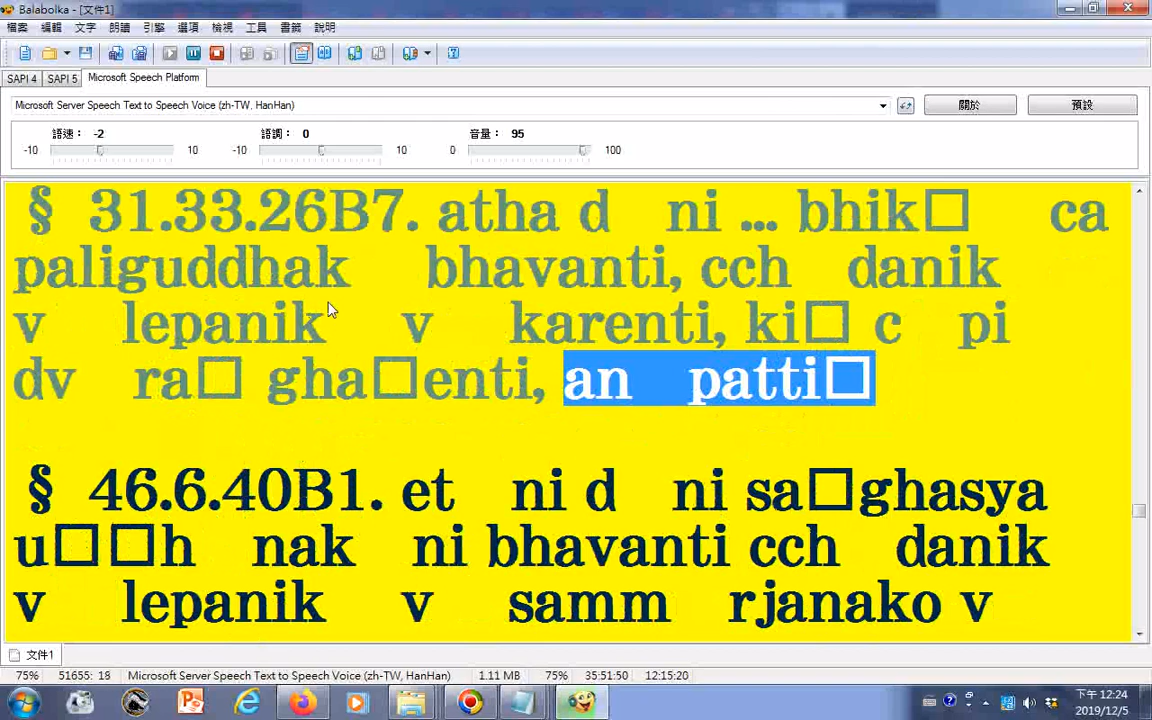 Balabolka - [文件1]
檔案 編輯 文字 朗讀 引擎 選項 檢視 工具 書籤 說明
SAPI 4 SAPI 5 Microsoft Speech Platform
Microsoft Server Speech Text to Speech Voice (zh-TW, HanHan) 關於 預設
語速： -2 語調： 0 音量： 95
-10 10 -10 10 0 100
§ 31.33.26B7. atha d ni ... bhik□ ca
paliguddhak bhavanti, cch danik
v lepanik v karenti, ki□ c pi
dv ra□ gha□enti, an patti□
§ 46.6.40B1. et ni d ni sa□ghasya
u□□h nak ni bhavanti cch danik
v lepanik v samm rjanako v
文件1
75% 51655: 18 Microsoft Server Speech Text to Speech Voice (zh-TW, HanHan) 1.11 MB 75% 35:51:50 12:15:20
下午 12:24
2019/12/5